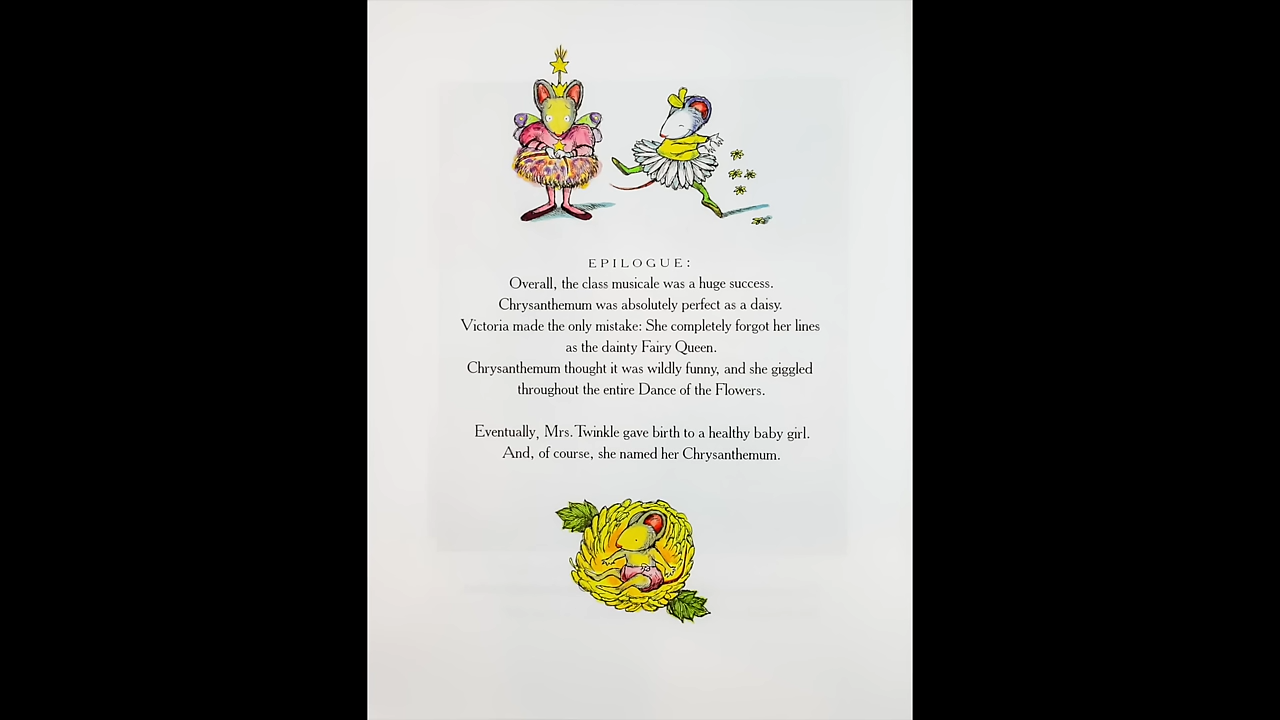 EPILOGUE:
Overall, the class musicale was a huge success.
Chrysanthemum was absolutely perfect as a daisy.
Victoria made the only mistake: She completely forgot her lines
as the dainty Fairy Queen.
Chrysanthemum thought it was wildly funny, and she giggled
throughout the entire Dance of the Flowers.
Eventually, Mrs. Twinkle gave birth to a healthy baby girl.
And, of course, she named her Chrysanthemum.